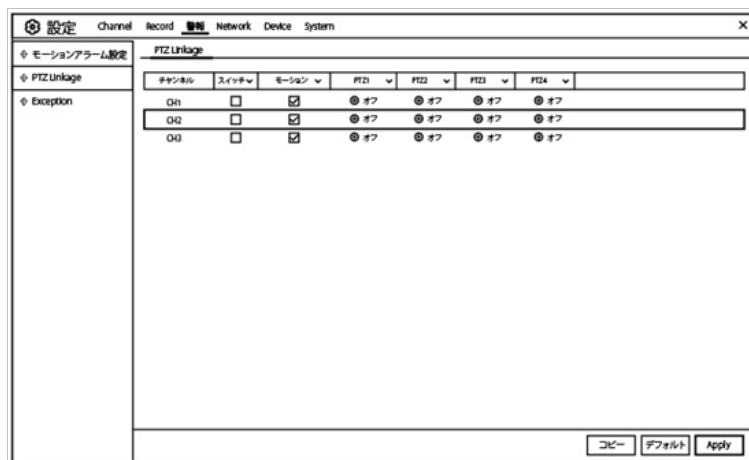 設定 Channel Record 警報 Network Device System ×
モーションアラーム設定
PTZ Linkage
Exception
PTZ Linkage
チャンネル スイッチ モーション PTZ1 PTZ2 PTZ3 PTZ4
CH1 オフ オフ オフ オフ
CH2 オフ オフ オフ オフ
CH3 オフ オフ オフ オフ
コピー デフォルト Apply